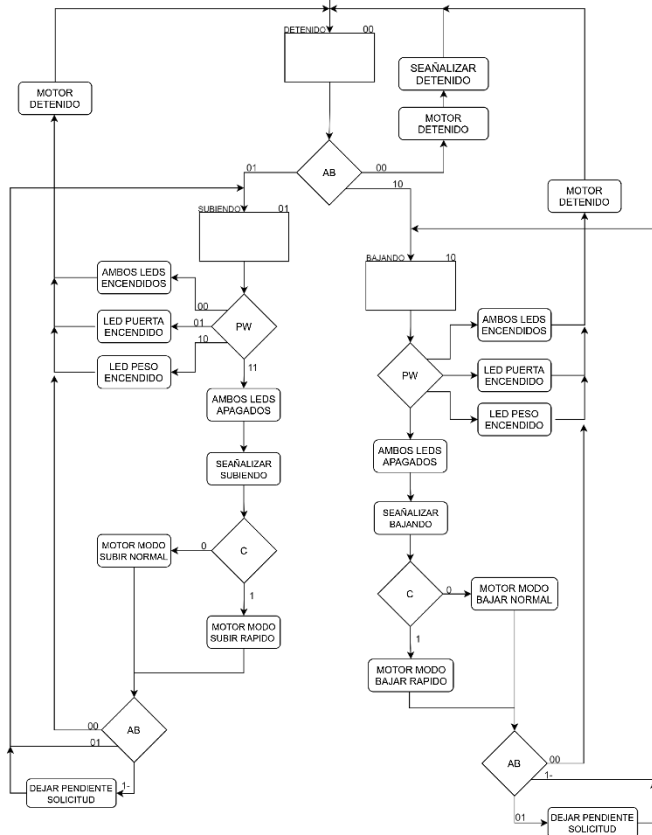 DETENIDO
00
SEAÑALIZAR
DETENIDO
MOTOR
DETENIDO
MOTOR
DETENIDO
AB
01
00
10
MOTOR
DETENIDO
SUBIENDO
01
BAJANDO
10
AMBOS LEDS
ENCENDIDOS
00
LED PUERTA
ENCENDIDO
01
PW
LED PESO
ENCENDIDO
10
11
AMBOS LEDS
ENCENDIDOS
PW
LED PUERTA
ENCENDIDO
LED PESO
ENCENDIDO
AMBOS LEDS
APAGADOS
AMBOS LEDS
APAGADOS
SEAÑALIZAR
SUBIENDO
SEAÑALIZAR
BAJANDO
MOTOR MODO
SUBIR NORMAL
0
C
1
C
0
MOTOR MODO
BAJAR NORMAL
1
MOTOR MODO
SUBIR RAPIDO
MOTOR MODO
BAJAR RAPIDO
00
01
AB
1-
AB
00
1-
DEJAR PENDIENTE
SOLICITUD
01
DEJAR PENDIENTE
SOLICITUD